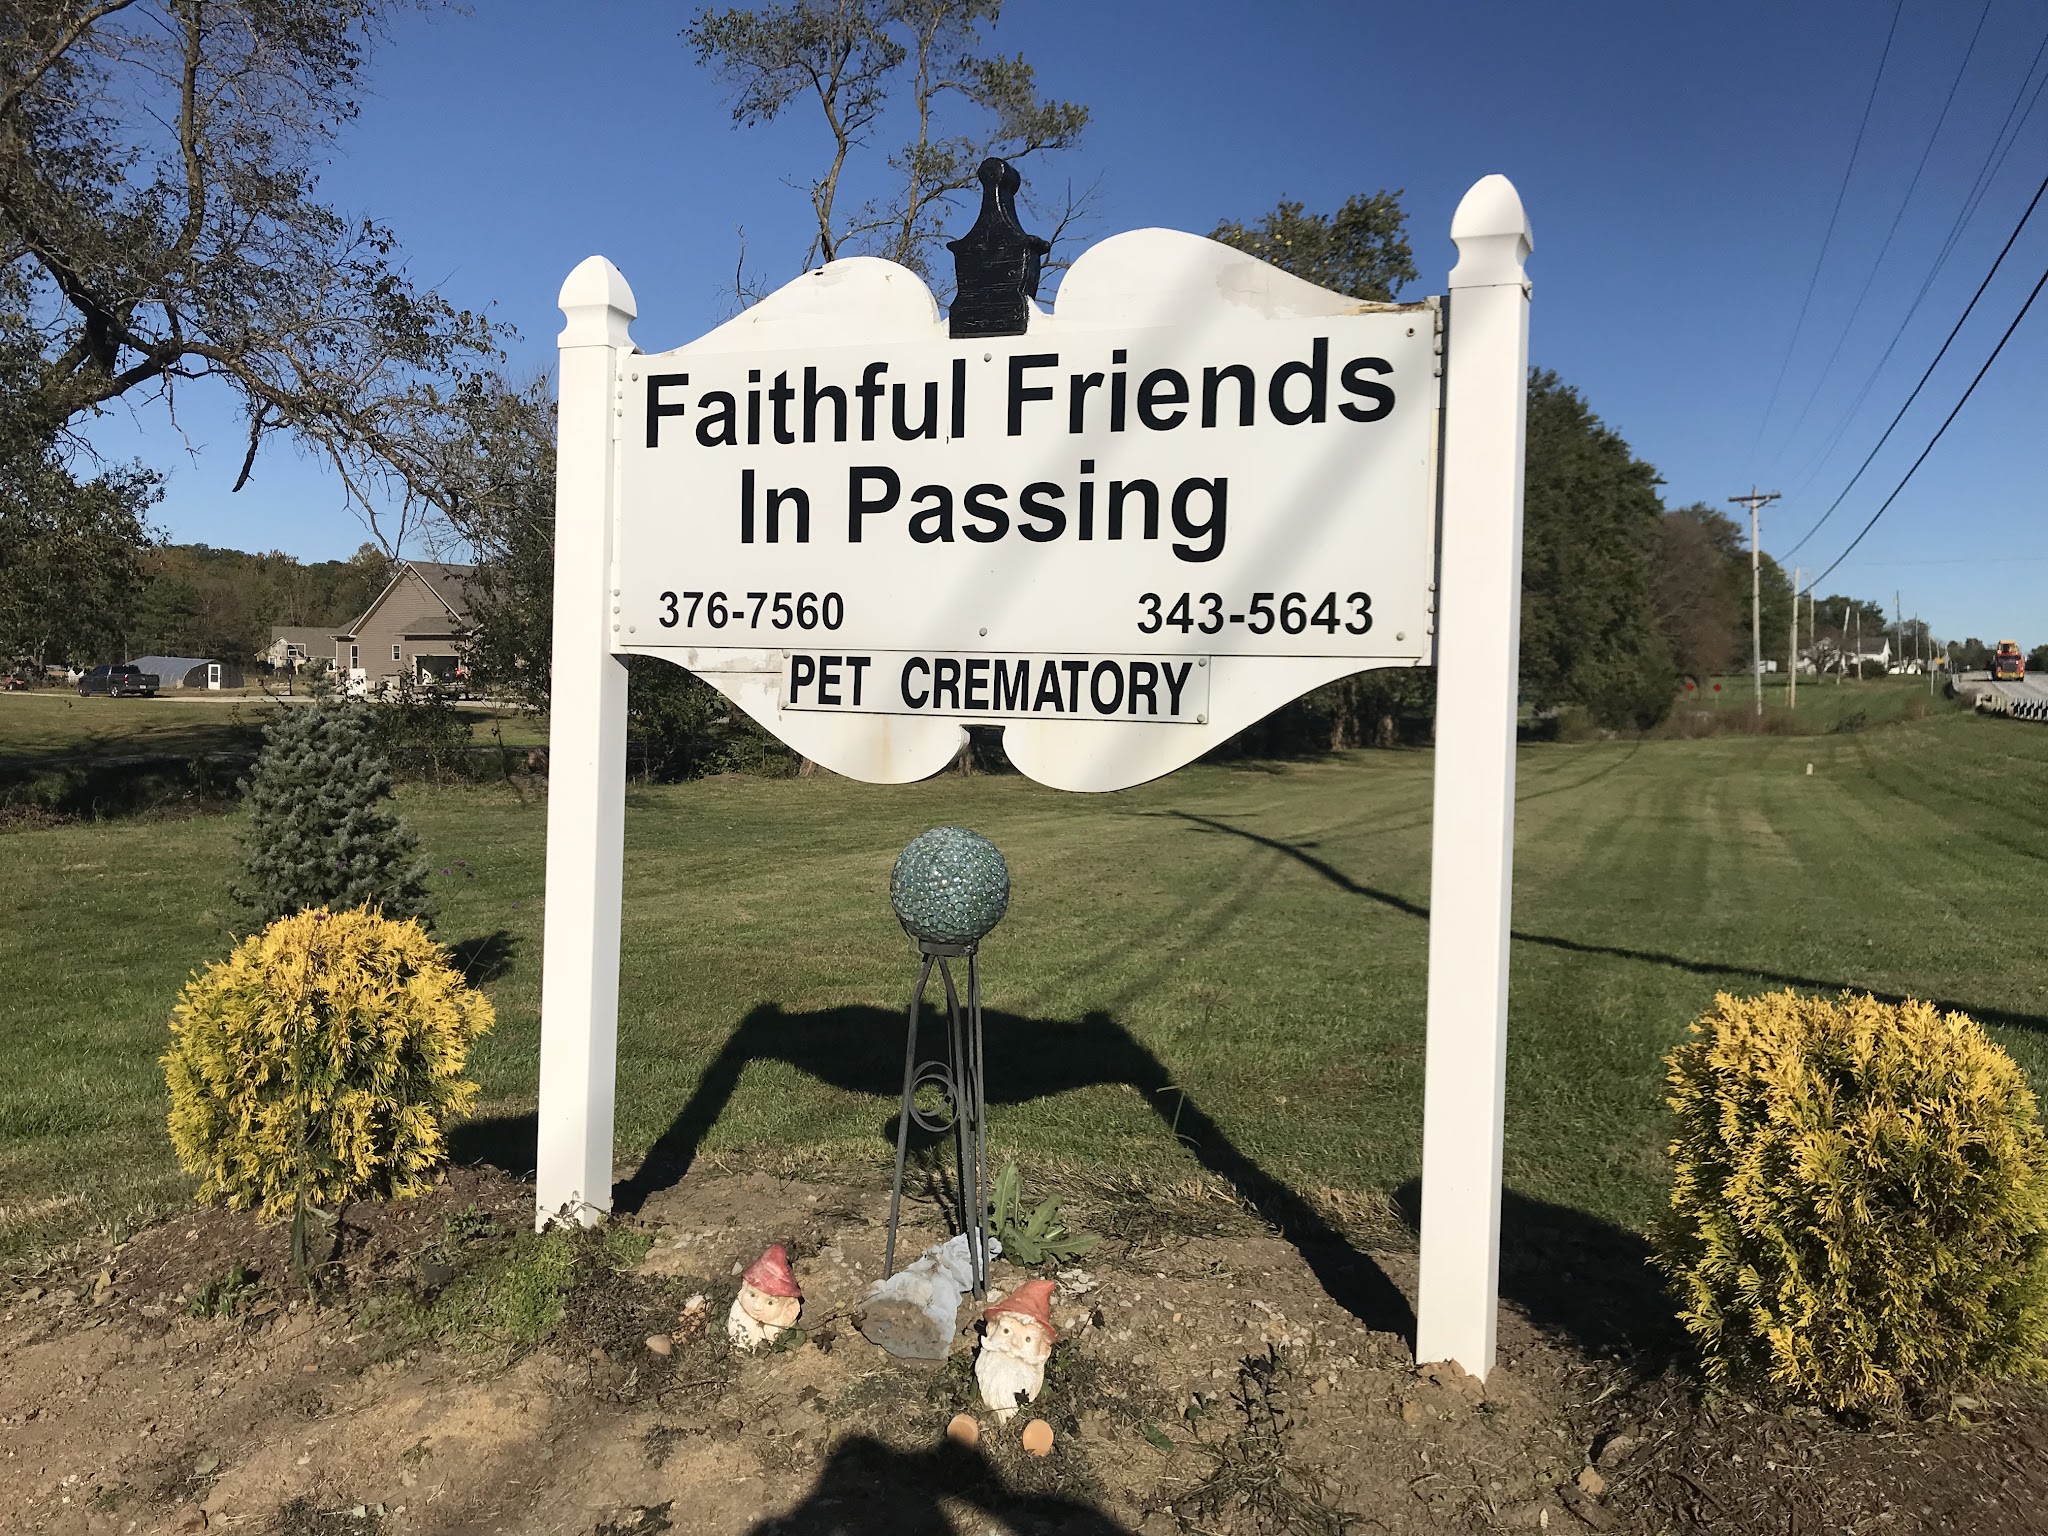 Faithful Friends
In Passing
376-7560 343-5643
PET CREMATORY